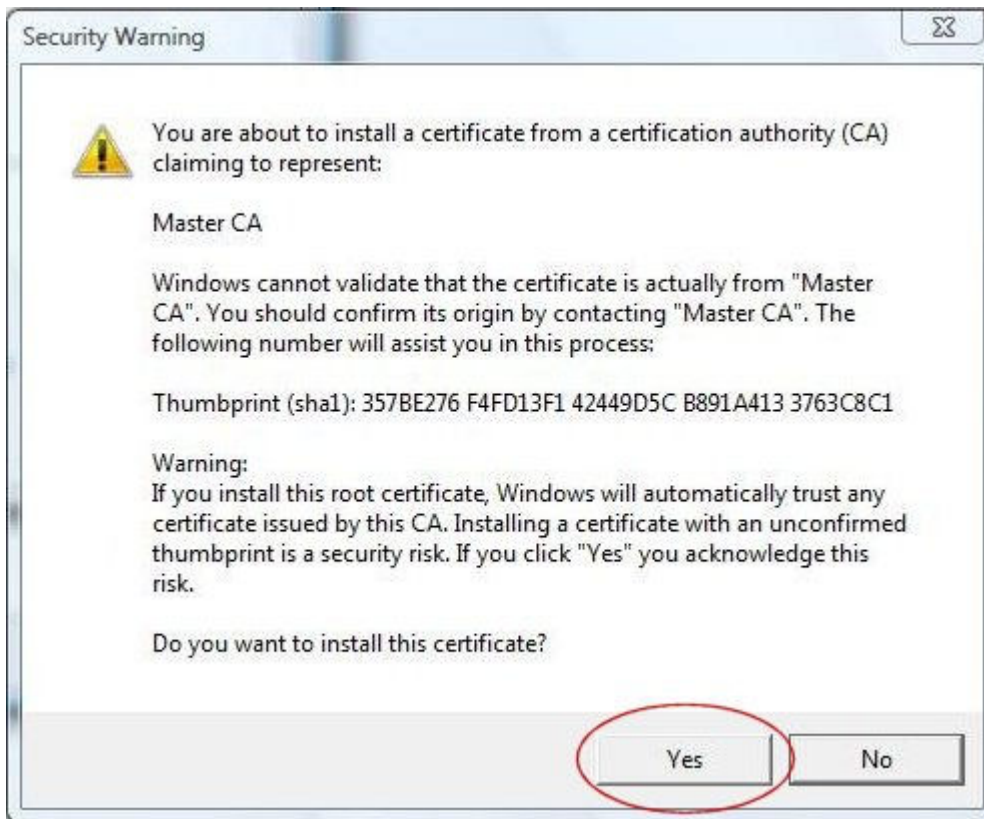 Security Warning
You are about to install a certificate from a certification authority (CA)
claiming to represent:
Master CA
Windows cannot validate that the certificate is actually from "Master
CA". You should confirm its origin by contacting "Master CA". The
following number will assist you in this process:
Thumbprint (sha1): 357BE276 F4FD13F1 42449D5C B891A413 3763C8C1
Warning:
If you install this root certificate, Windows will automatically trust any
certificate issued by this CA. Installing a certificate with an unconfirmed
thumbprint is a security risk. If you click "Yes" you acknowledge this
risk.
Do you want to install this certificate?
Yes
No